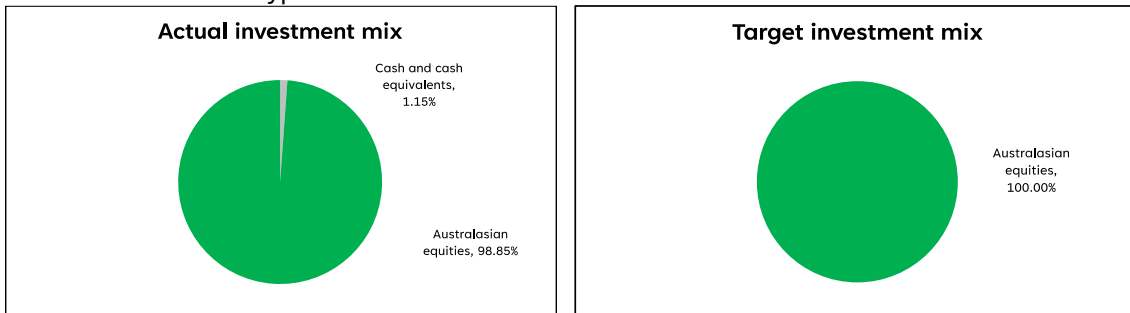 Actual investment mix
Cash and cash
equivalents,
1.15%
Australasian
equities, 98.85%
Target investment mix
Australasian
equities,
100.00%